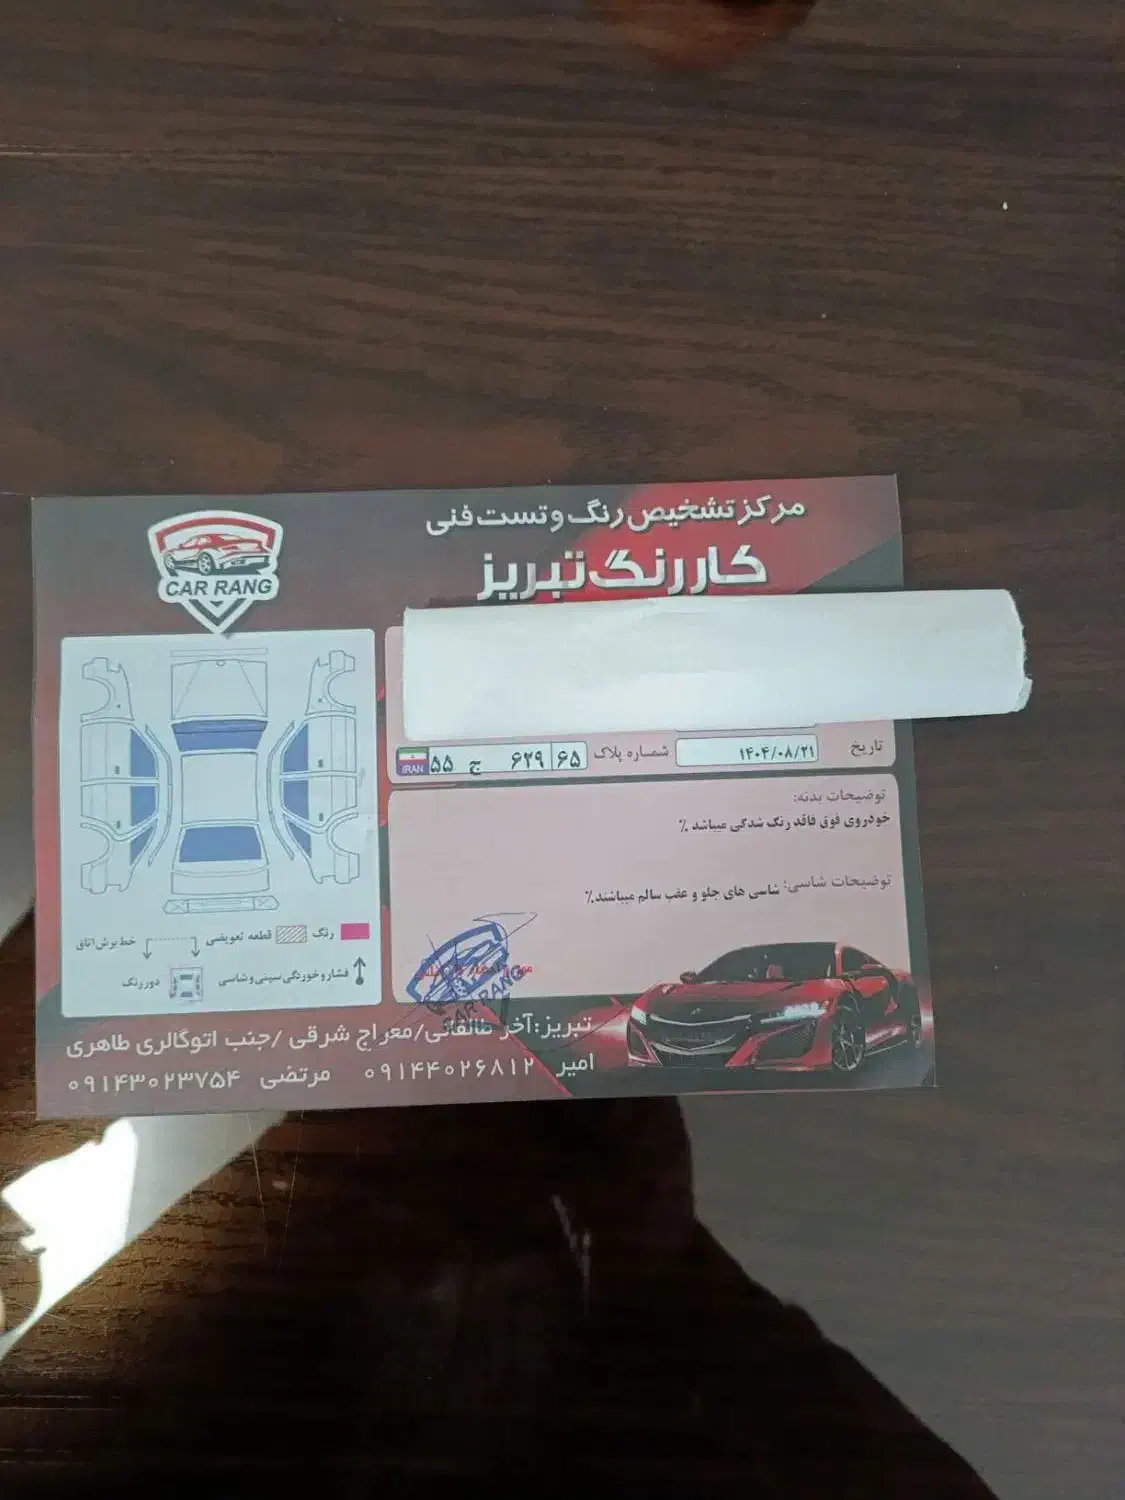 مرکز تشخیص رنگ و تست فنی
کاررنگ تبریز
CAR RANG
تاریخ ۱۴۰۴/۰۸/۲۱ شماره پلاک ۶۵ ۶۲۹ ج ۵۵ IRAN
توضیحات بدنه:
خودروی فوق فاقد رنگ شدگی میباشد ٪
توضیحات شاسی: شاسی های جلو و عقب سالم میباشند٪
رنگ قطعه تعویضی خط برش اتاق
فشار و خوردگی سینی و شاسی دور رنگ
CAR RANG
تبریز: آخر طالقانی/معراج شرقی /جنب اتوگالری طاهری
امیر ۰۹۱۴۴۰۲۶۸۱۲ مرتضی ۰۹۱۴۳۰۲۳۷۵۴